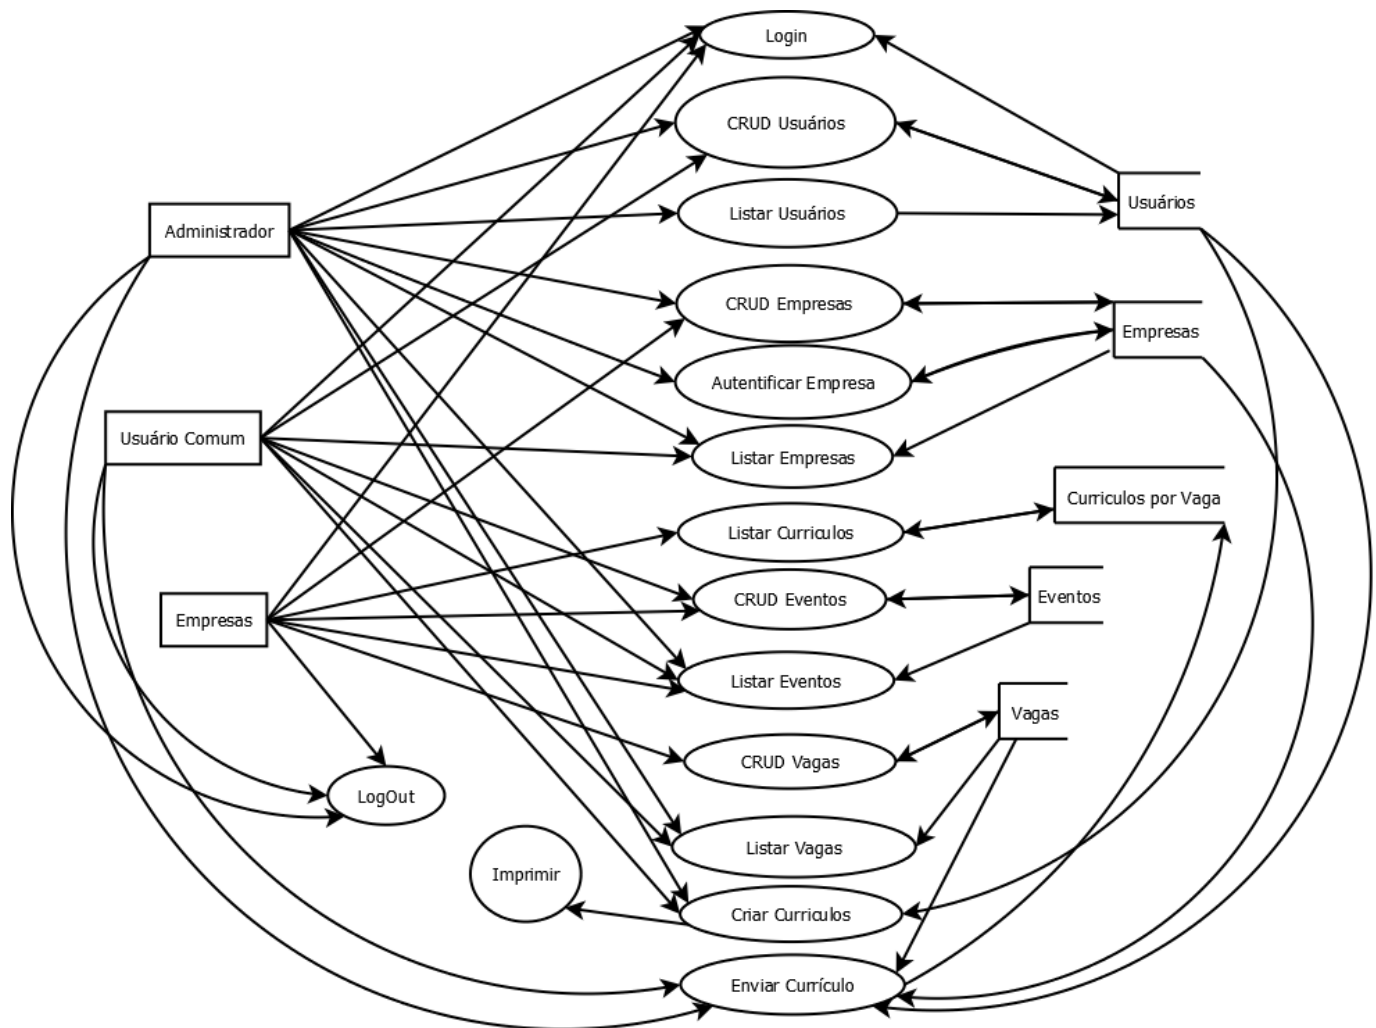 Login
CRUD Usuários
Usuários
Listar Usuários
Administrador
CRUD Empresas
Empresas
Autentificar Empresa
Usuário Comum
Listar Empresas
Curriculos por Vaga
Listar Curriculos
CRUD Eventos
Eventos
Empresas
Listar Eventos
Vagas
CRUD Vagas
LogOut
Listar Vagas
Imprimir
Criar Curriculos
Enviar Currículo